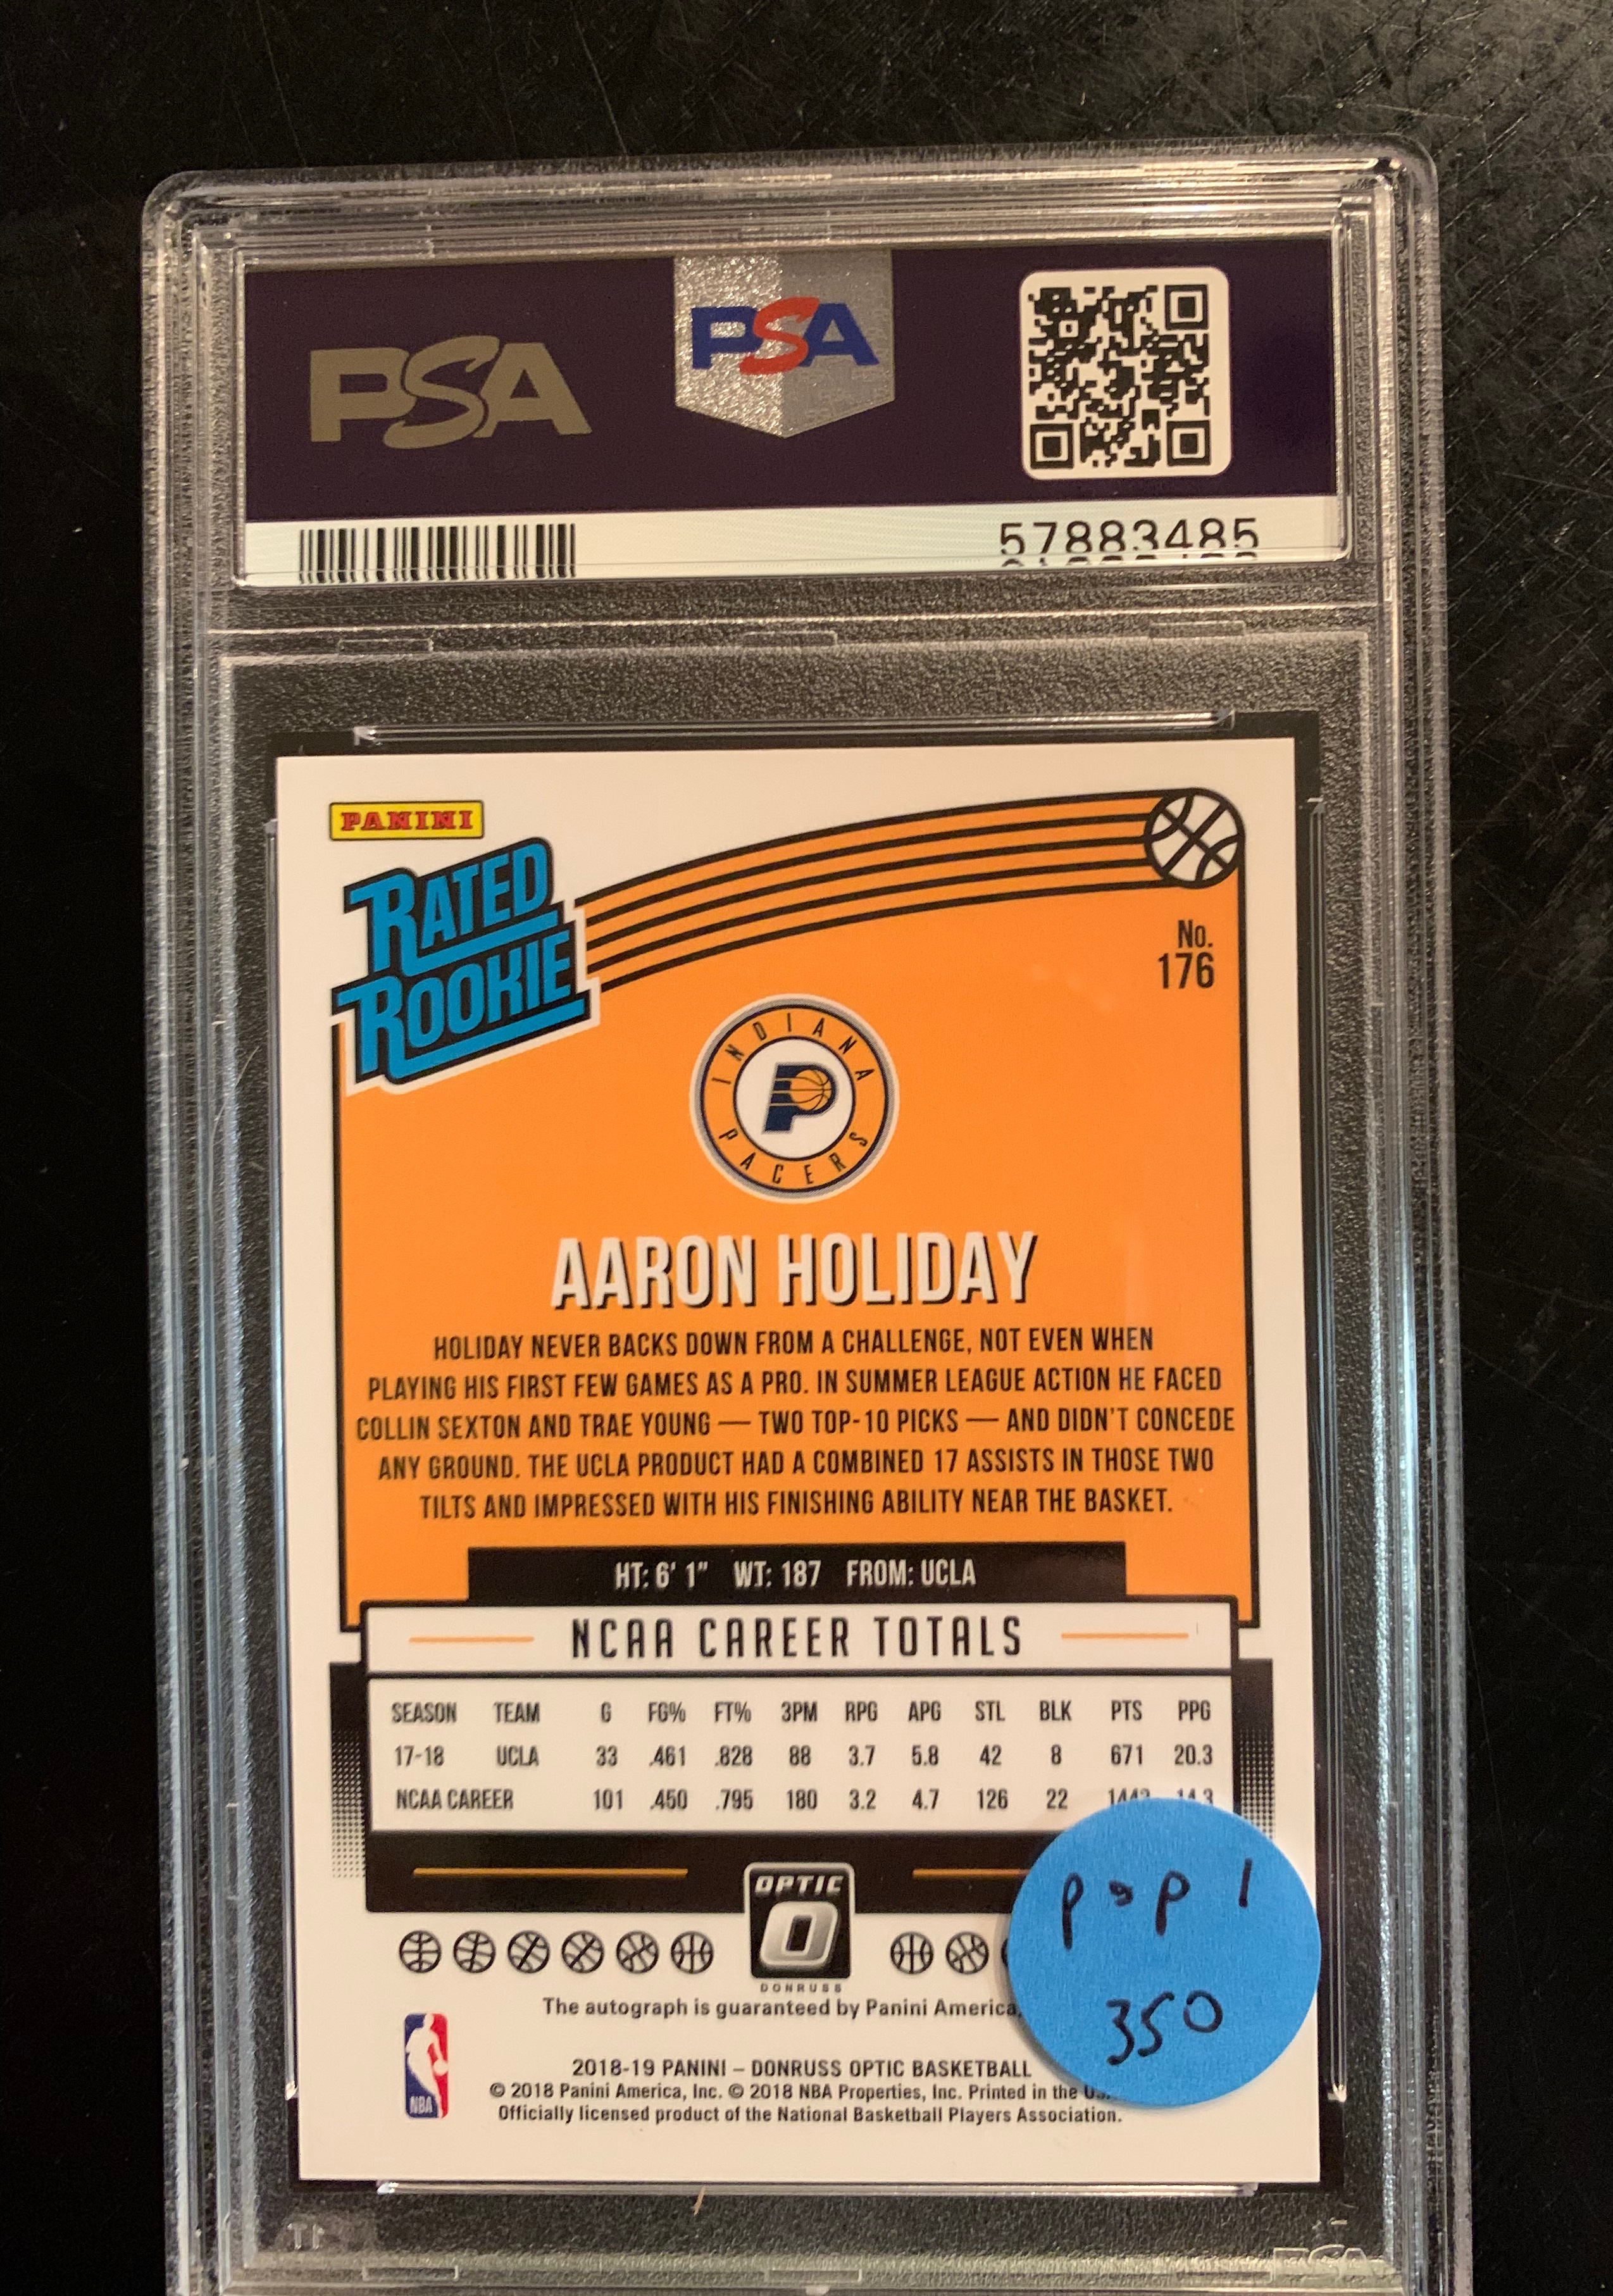 PSA
PSA
57883485
PANINI
RATED
ROOKIE
No.
176
INDIANA
PACERS
AARON HOLIDAY
HOLIDAY NEVER BACKS DOWN FROM A CHALLENGE, NOT EVEN WHEN
PLAYING HIS FIRST FEW GAMES AS A PRO. IN SUMMER LEAGUE ACTION HE FACED
COLLIN SEXTON AND TRAE YOUNG — TWO TOP-10 PICKS — AND DIDN'T CONCEDE
ANY GROUND. THE UCLA PRODUCT HAD A COMBINED 17 ASSISTS IN THOSE TWO
TILTS AND IMPRESSED WITH HIS FINISHING ABILITY NEAR THE BASKET.
HT: 6' 1" WT: 187 FROM: UCLA
NCAA CAREER TOTALS
SEASON TEAM G FG% FT% 3PM RPG APG STL BLK PTS PPG
17-18 UCLA 33 .461 .828 88 3.7 5.8 42 8 671 20.3
NCAA CAREER 101 .450 .795 180 3.2 4.7 126 22 14.3
OPTIC
DONRUSS
pop 1
350
The autograph is guaranteed by Panini America,
2018-19 PANINI – DONRUSS OPTIC BASKETBALL
© 2018 Panini America, Inc. © 2018 NBA Properties, Inc. Printed in the
Officially licensed product of the National Basketball Players Association.
NBA
PSA